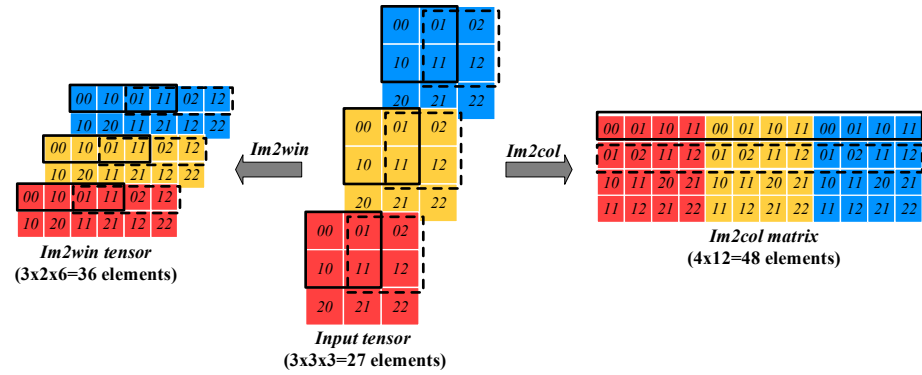 00 01 02
10 11 12
20 21 22
00 10 01 11 02 12
10 20 11 21 12 22
00 10 01 11 02 12
10 20 11 21 12 22
00 10 01 11 02 12
10 20 11 21 12 22
Im2win tensor
(3x2x6=36 elements)
Im2win
00 01 02
10 11 12
20 21 22
00 01 02
10 11 12
20 21 22
Input tensor
(3x3x3=27 elements)
Im2col
00 01 10 11 00 01 10 11 00 01 10 11
01 02 11 12 01 02 11 12 01 02 11 12
10 11 20 21 10 11 20 21 10 11 20 21
11 12 21 22 11 12 21 22 11 12 21 22
Im2col matrix
(4x12=48 elements)